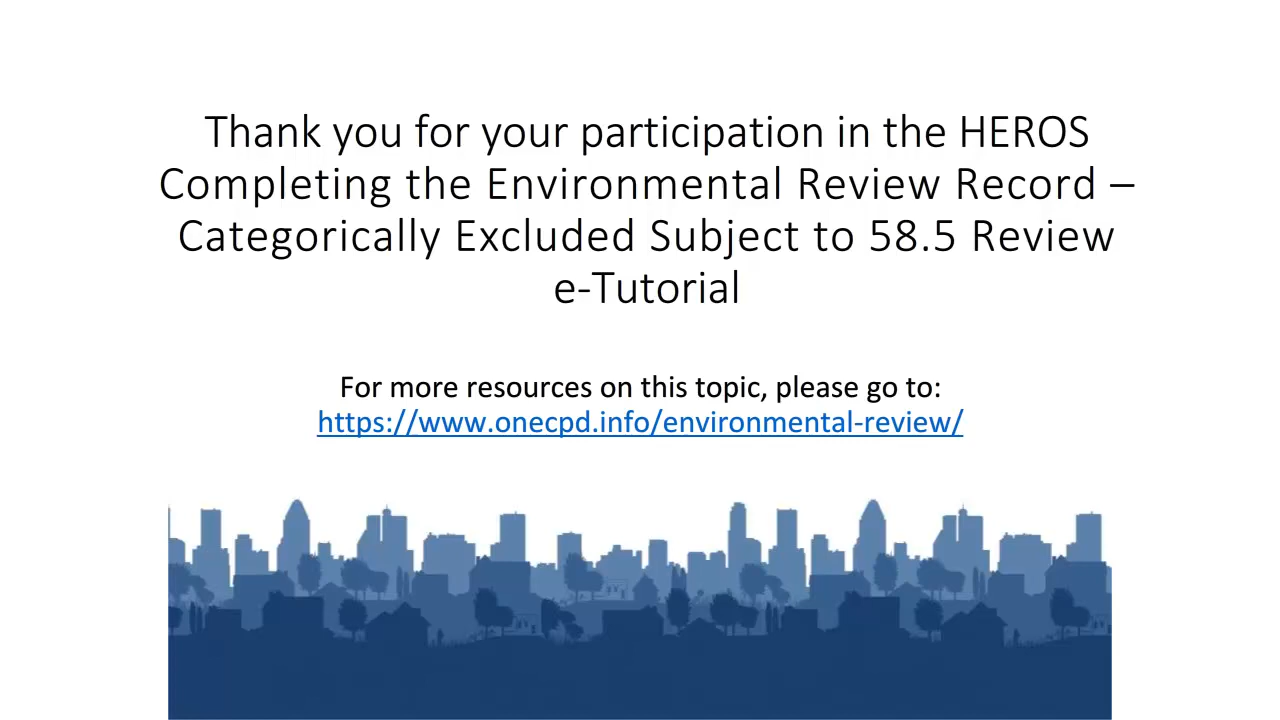 Thank you for your participation in the HEROS
Completing the Environmental Review Record –
Categorically Excluded Subject to 58.5 Review
e-Tutorial
For more resources on this topic, please go to:
https://www.onecpd.info/environmental-review/